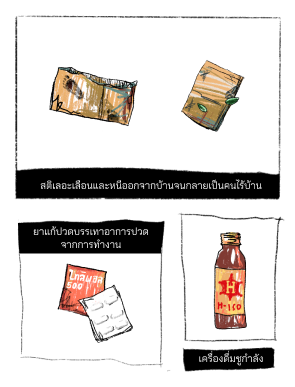 สติเลอะเลือนและหนีออกจากบ้านจนกลายเป็นคนไร้บ้าน
ยาแก้ปวดบรรเทาอาการปวด
จากการทำงาน
ไทลินอล
500
H
H-150
เครื่องดื่มชูกำลัง